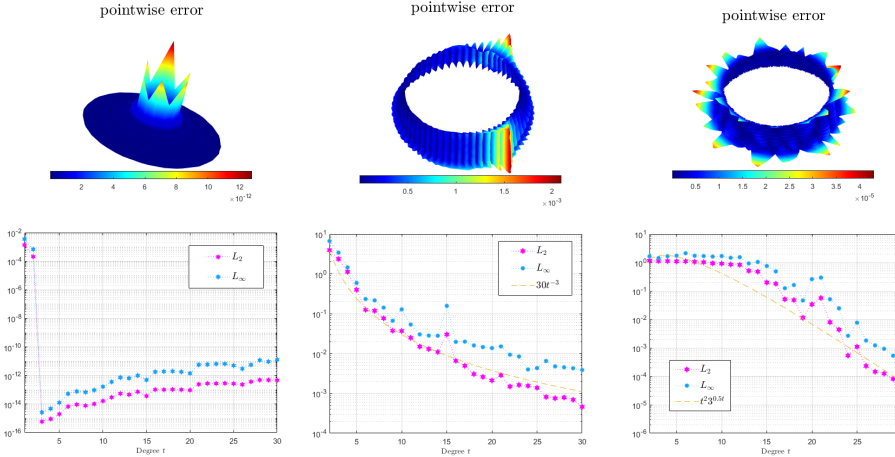 pointwise error
pointwise error
pointwise error
2 4 6 8 10 12
×10⁻¹²
0.5 1 1.5 2
×10⁻³
0.5 1 1.5 2 2.5 3 3.5 4
×10⁻⁵
10⁻²
10⁻⁴
10⁻⁶
10⁻⁸
10⁻¹⁰
10⁻¹²
10⁻¹⁴
10⁻¹⁶
L₂
L∞
5 10 15 20 25 30
Degree t
10¹
10⁰
10⁻¹
10⁻²
10⁻³
10⁻⁴
L₂
L∞
30t⁻³
5 10 15 20 25 30
Degree t
10¹
10⁰
10⁻¹
10⁻²
10⁻³
10⁻⁴
10⁻⁵
10⁻⁶
L₂
L∞
t²3^{0.5t}
5 10 15 20 25
Degree t